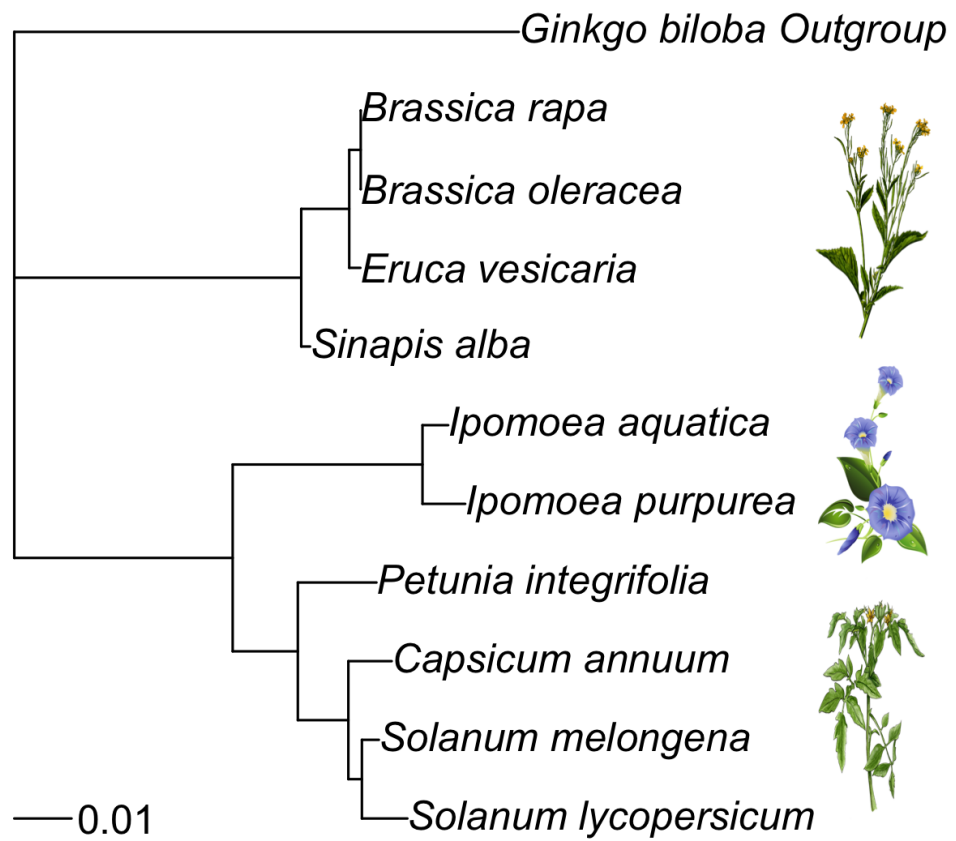 Ginkgo biloba Outgroup
Brassica rapa
Brassica oleracea
Eruca vesicaria
Sinapis alba
Ipomoea aquatica
Ipomoea purpurea
Petunia integrifolia
Capsicum annuum
Solanum melongena
Solanum lycopersicum
0.01